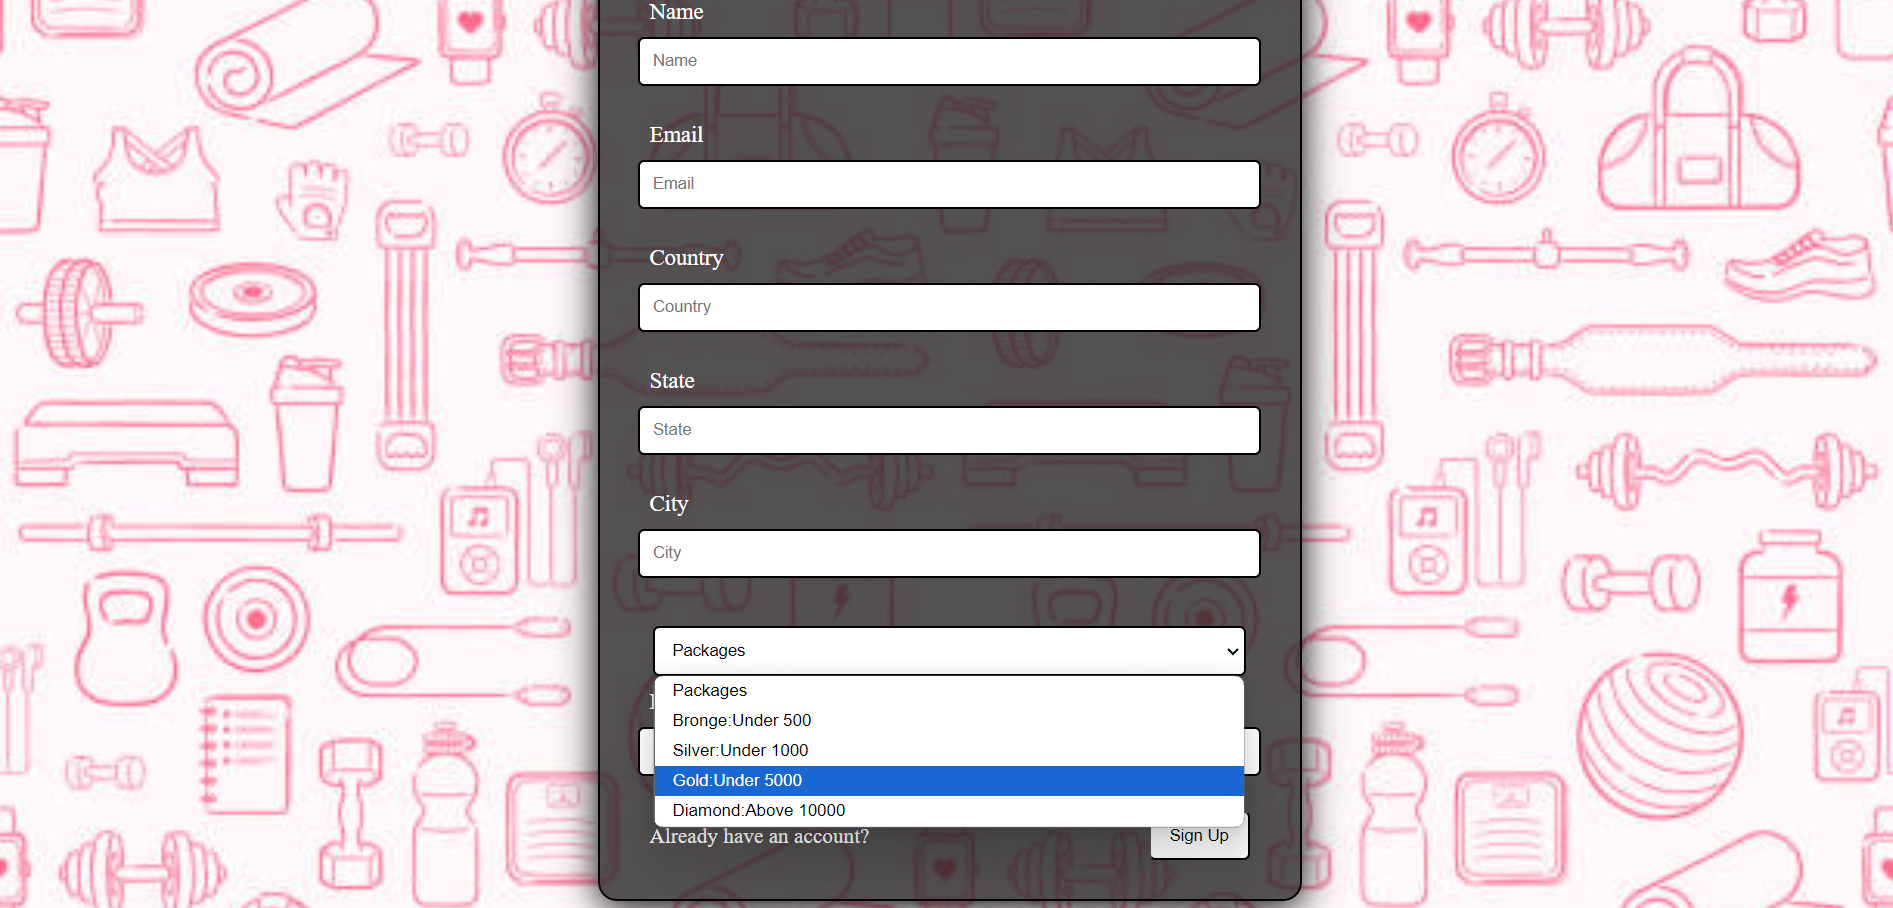 Name
Name
Email
Email
Country
Country
State
State
City
City
Packages
Packages
Bronge:Under 500
Silver:Under 1000
Gold:Under 5000
Diamond:Above 10000
Already have an account?
Sign Up